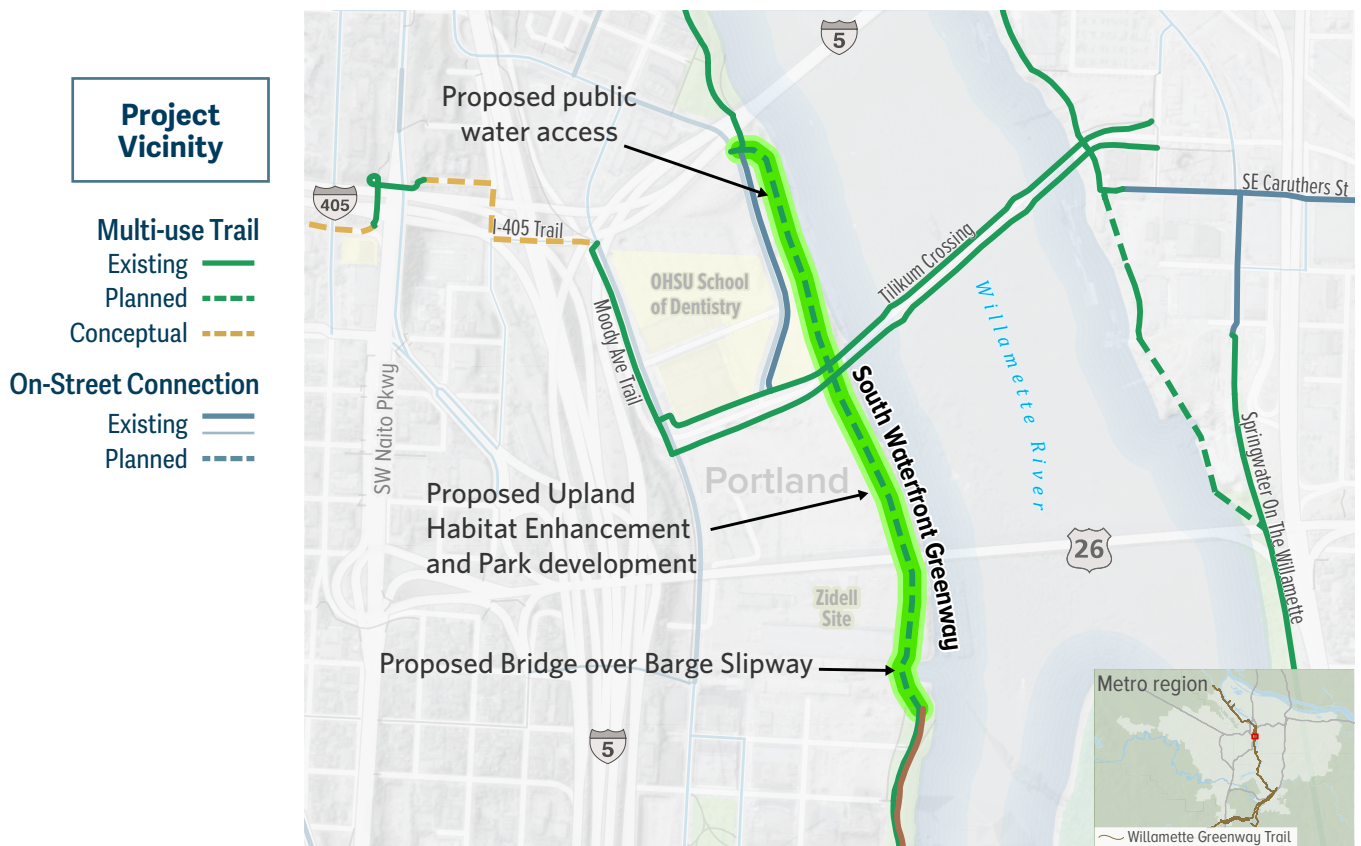 Project
Vicinity
Multi-use Trail
Existing
Planned
Conceptual
On-Street Connection
Existing
Planned
5
Proposed public
water access
405
I-405 Trail
SE Caruthers St
OHSU School
of Dentistry
Tilikum Crossing
Willamette River
Moody Ave Trail
SW Naito Pkwy
South Waterfront Greenway
Springwater On The Willamette
Portland
Proposed Upland
Habitat Enhancement
and Park development
26
Zidell
Site
Proposed Bridge over Barge Slipway
5
Metro region
Willamette Greenway Trail